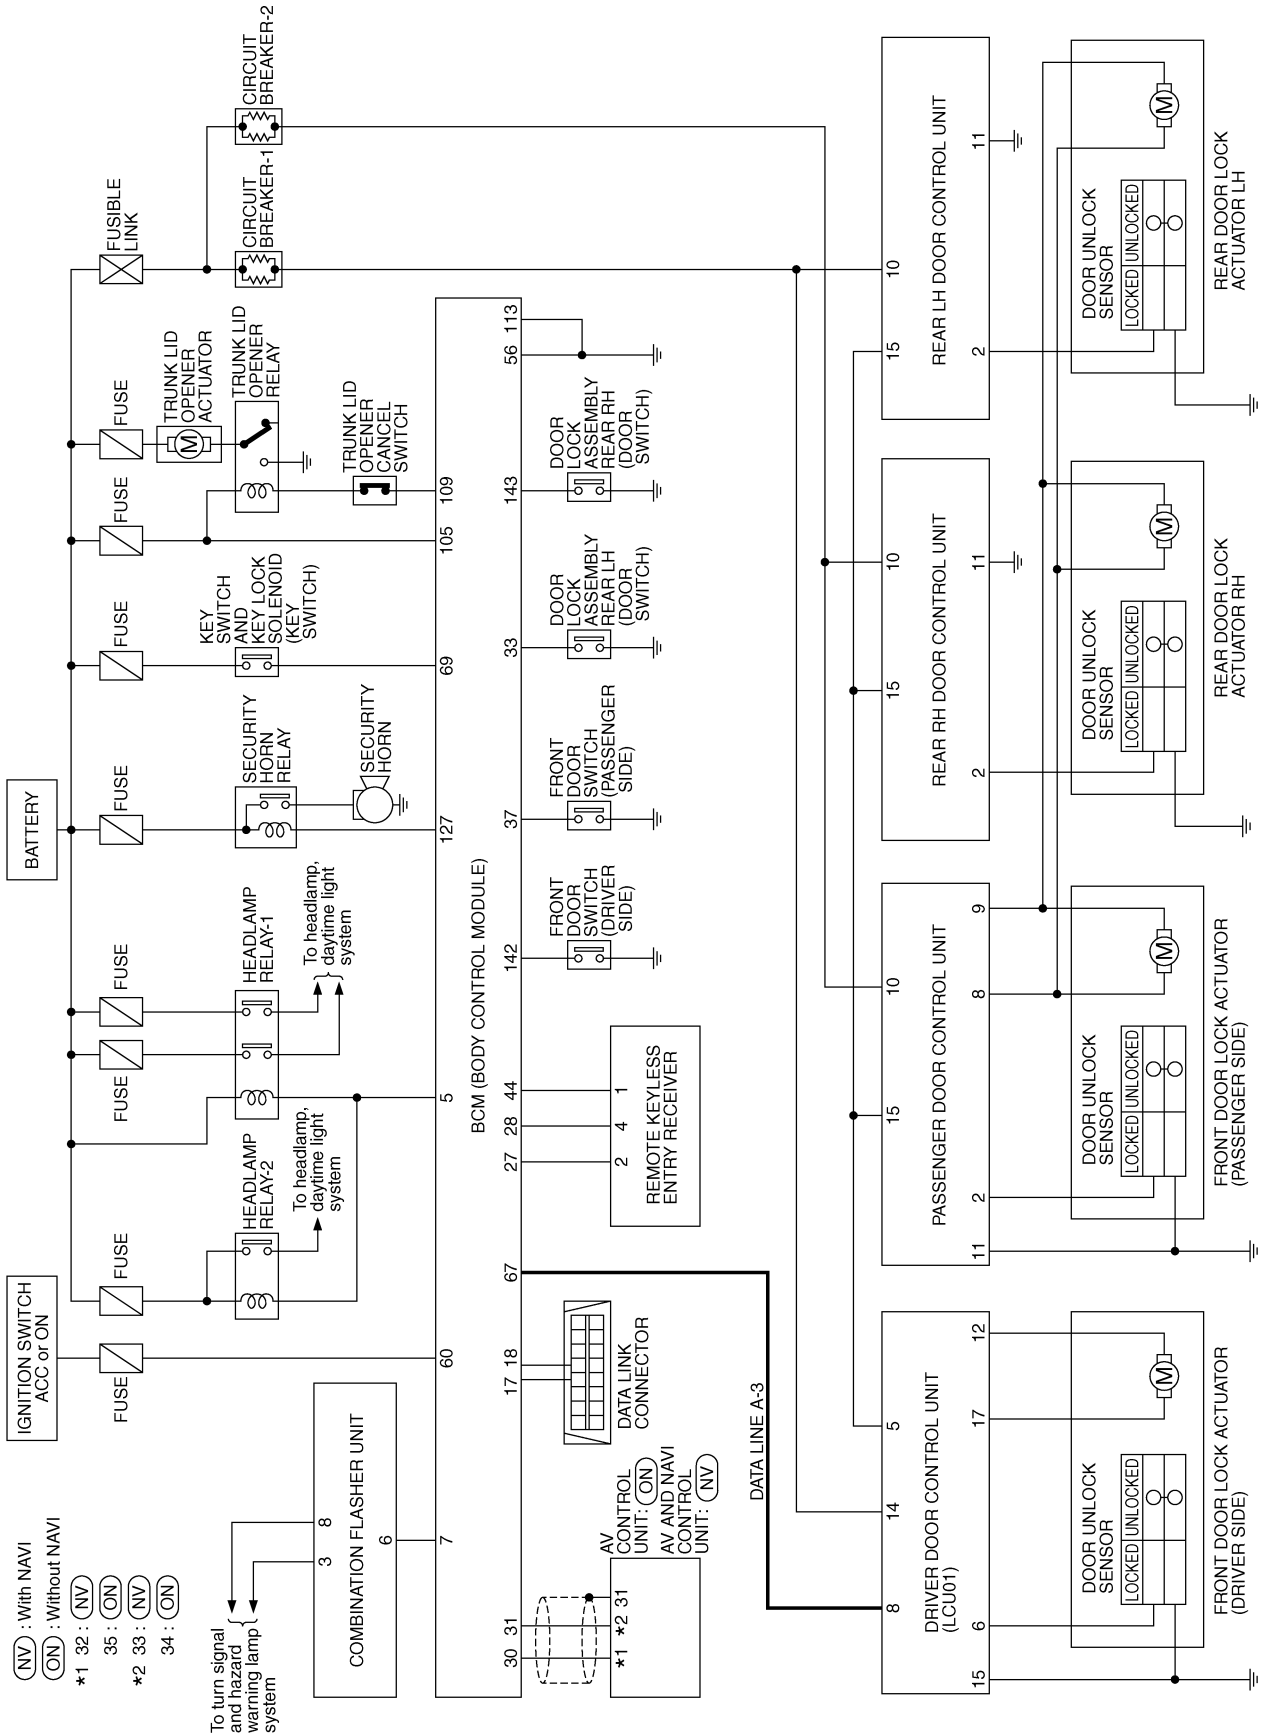 NV : With NAVI
ON : Without NAVI
*1 32 : NV
35 : ON
*2 33 : NV
34 : ON
IGNITION SWITCH
ACC or ON
BATTERY
FUSE
FUSE
FUSE
FUSE
FUSE
FUSE
FUSE
FUSE
FUSIBLE
LINK
HEADLAMP
RELAY-2
To headlamp,
daytime light
system
HEADLAMP
RELAY-1
To headlamp,
daytime light
system
SECURITY
HORN
RELAY
SECURITY
HORN
KEY
SWITCH
AND
KEY LOCK
SOLENOID
(KEY
SWITCH)
TRUNK LID
OPENER
ACTUATOR
M
TRUNK LID
OPENER
RELAY
TRUNK LID
OPENER
CANCEL
SWITCH
CIRCUIT
BREAKER-1
CIRCUIT
BREAKER-2
To turn signal
and hazard
warning lamp
system
3
8
COMBINATION FLASHER UNIT
6
7
60
5
127
69
105
109
BCM (BODY CONTROL MODULE)
30
31
17
18
67
27
28
44
142
37
33
143
56
113
*1
*2
31
AV
CONTROL
UNIT: ON
AV AND NAVI
CONTROL
UNIT: NV
DATA LINK
CONNECTOR
2
4
1
REMOTE KEYLESS
ENTRY RECEIVER
FRONT
DOOR
SWITCH
(DRIVER
SIDE)
FRONT
DOOR
SWITCH
(PASSENGER
SIDE)
DOOR
LOCK
ASSEMBLY
REAR LH
(DOOR
SWITCH)
DOOR
LOCK
ASSEMBLY
REAR RH
(DOOR
SWITCH)
DATA LINE A-3
8
14
5
DRIVER DOOR CONTROL UNIT
(LCU01)
15
6
17
12
DOOR UNLOCK
SENSOR
LOCKED
UNLOCKED
M
FRONT DOOR LOCK ACTUATOR
(DRIVER SIDE)
15
10
PASSENGER DOOR CONTROL UNIT
11
2
8
9
DOOR UNLOCK
SENSOR
LOCKED
UNLOCKED
M
FRONT DOOR LOCK ACTUATOR
(PASSENGER SIDE)
15
10
REAR RH DOOR CONTROL UNIT
2
11
DOOR UNLOCK
SENSOR
LOCKED
UNLOCKED
M
REAR DOOR LOCK
ACTUATOR RH
15
10
REAR LH DOOR CONTROL UNIT
2
11
DOOR UNLOCK
SENSOR
LOCKED
UNLOCKED
M
REAR DOOR LOCK
ACTUATOR LH